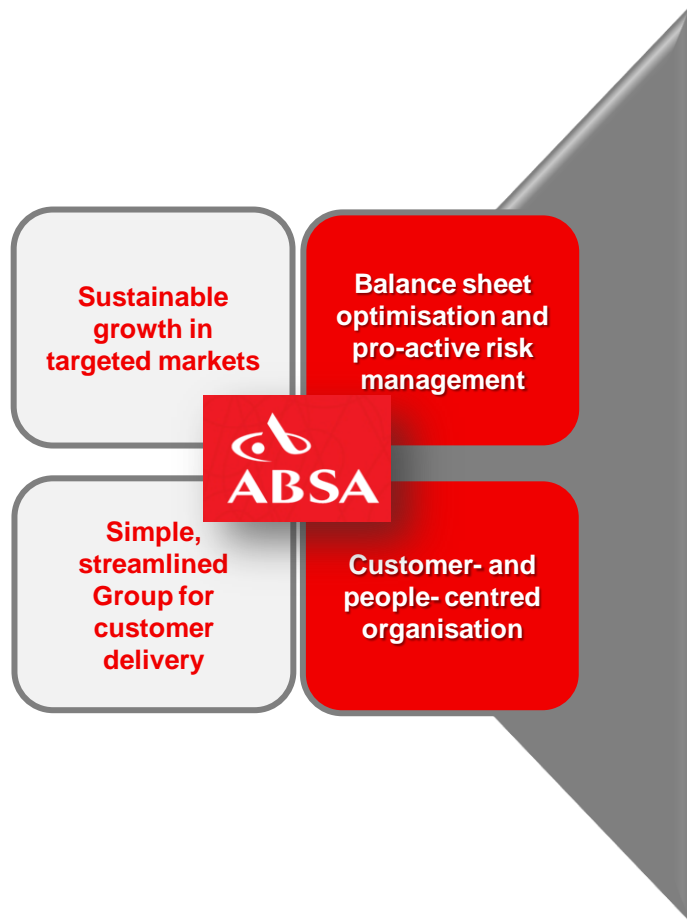 Sustainable
growth in
targeted markets
Balance sheet
optimisation and
pro-active risk
management
ABSA
Simple,
streamlined
Group for
customer
delivery
Customer- and
people- centred
organisation